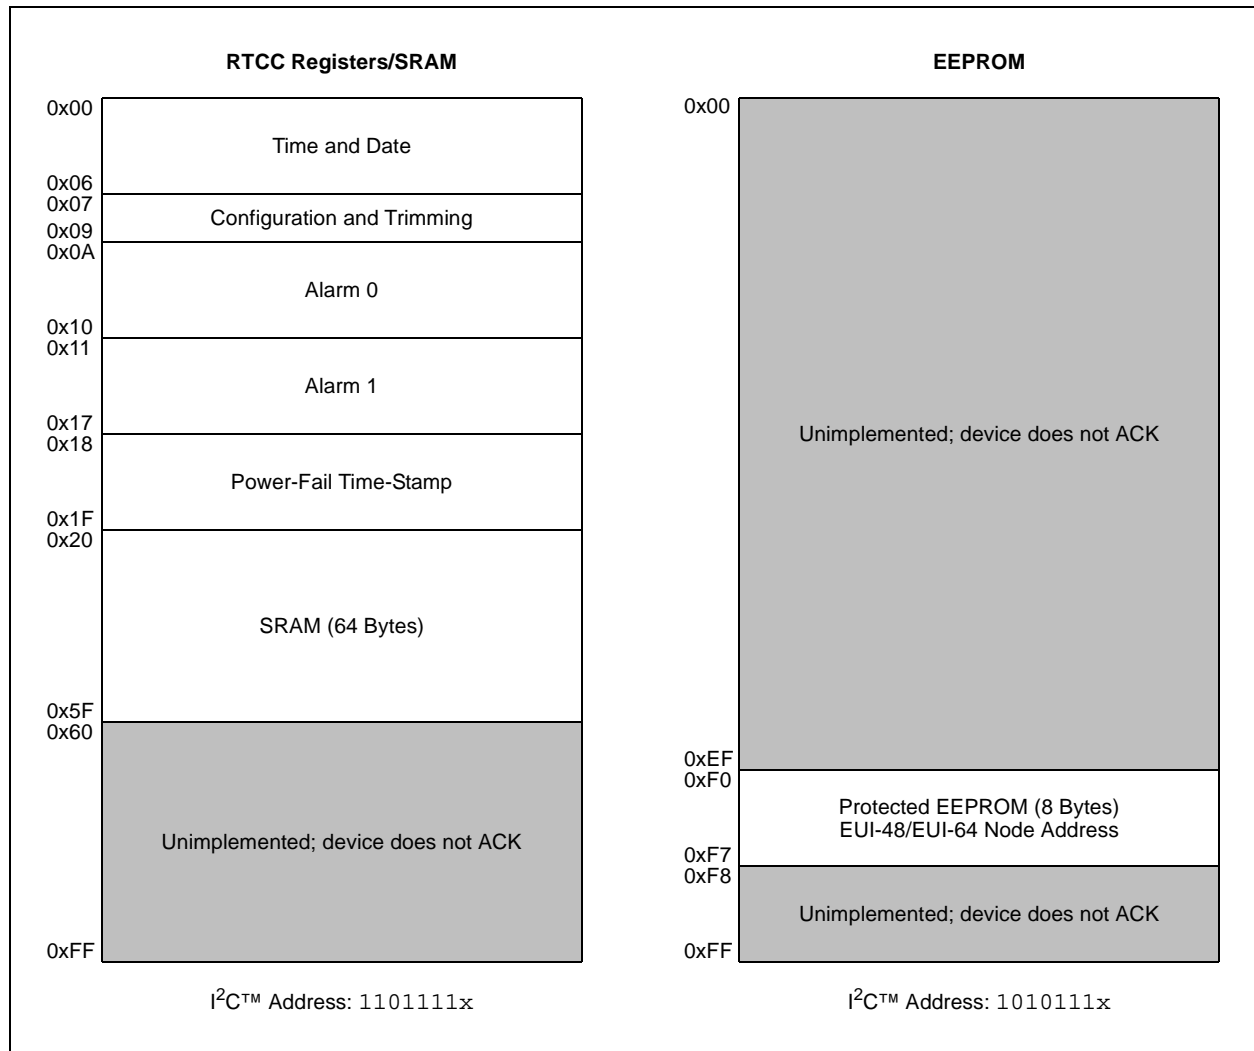 RTCC Registers/SRAM
0x00
Time and Date
0x06
0x07
Configuration and Trimming
0x09
0x0A
Alarm 0
0x10
0x11
Alarm 1
0x17
0x18
Power-Fail Time-Stamp
0x1F
0x20
SRAM (64 Bytes)
0x5F
0x60
Unimplemented; device does not ACK
0xFF
I²C™ Address: 1101111x
EEPROM
0x00
Unimplemented; device does not ACK
0xEF
0xF0
Protected EEPROM (8 Bytes)
EUI-48/EUI-64 Node Address
0xF7
0xF8
Unimplemented; device does not ACK
0xFF
I²C™ Address: 1010111x